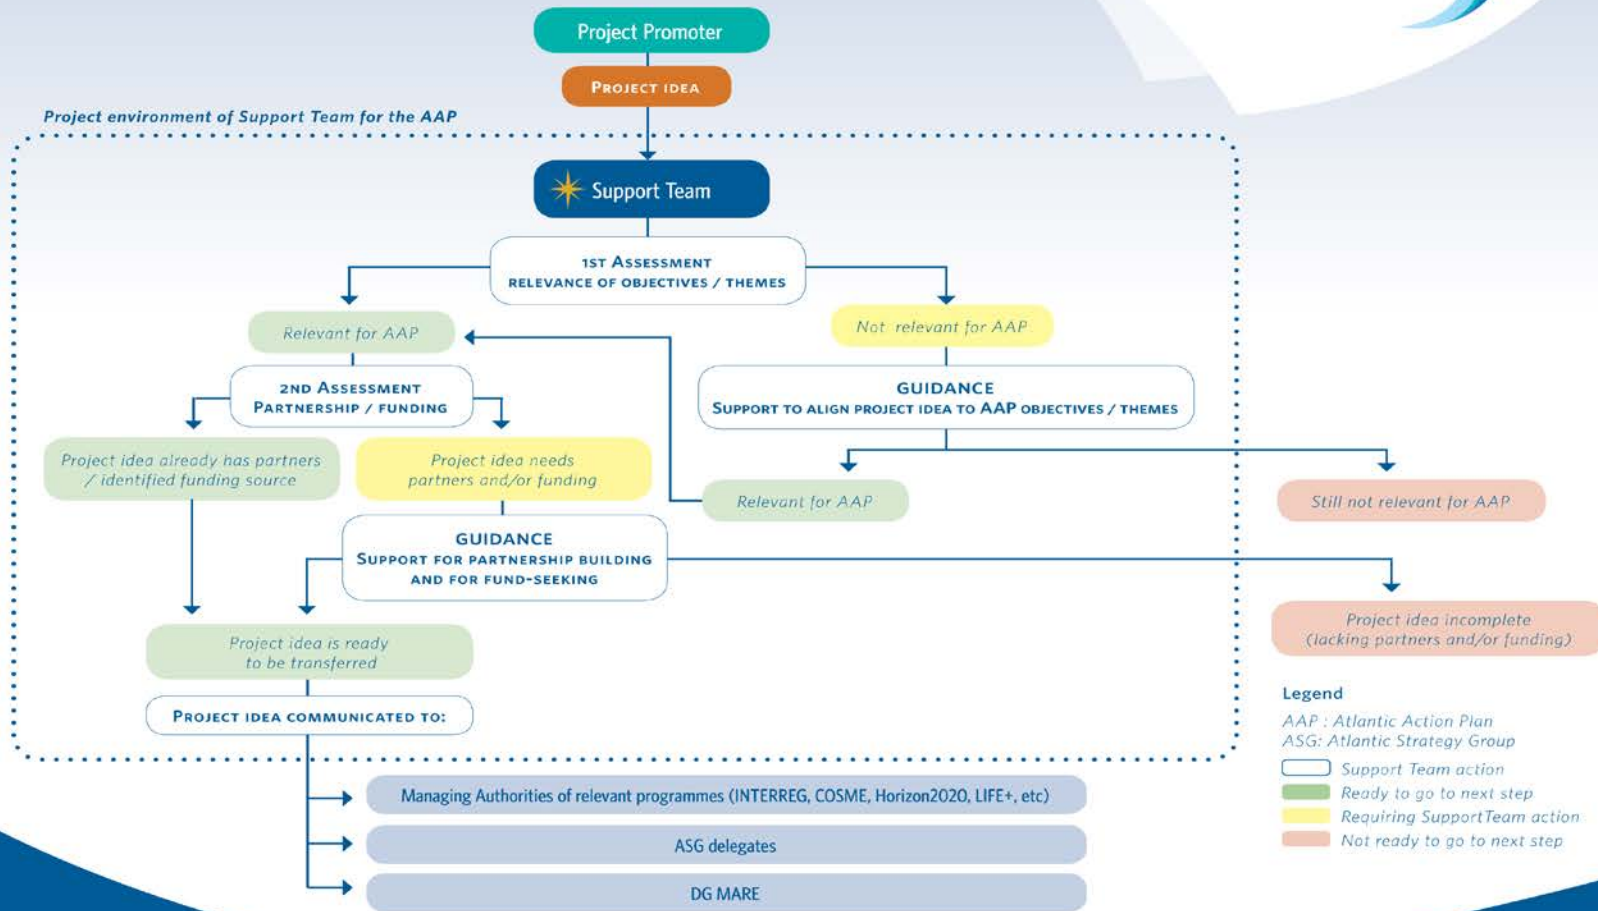 Project Promoter
PROJECT IDEA
Project environment of Support Team for the AAP
Support Team
1ST ASSESSMENT
RELEVANCE OF OBJECTIVES / THEMES
Relevant for AAP
Not relevant for AAP
2ND ASSESSMENT
PARTNERSHIP / FUNDING
GUIDANCE
SUPPORT TO ALIGN PROJECT IDEA TO AAP OBJECTIVES / THEMES
Project idea already has partners
/ identified funding source
Project idea needs
partners and/or funding
Relevant for AAP
Still not relevant for AAP
GUIDANCE
SUPPORT FOR PARTNERSHIP BUILDING
AND FOR FUND-SEEKING
Project idea is ready
to be transferred
Project idea incomplete
(lacking partners and/or funding)
PROJECT IDEA COMMUNICATED TO:
Managing Authorities of relevant programmes (INTERREG, COSME, Horizon2020, LIFE+, etc)
ASG delegates
DG MARE
Legend
AAP : Atlantic Action Plan
ASG: Atlantic Strategy Group
Support Team action
Ready to go to next step
Requiring SupportTeam action
Not ready to go to next step